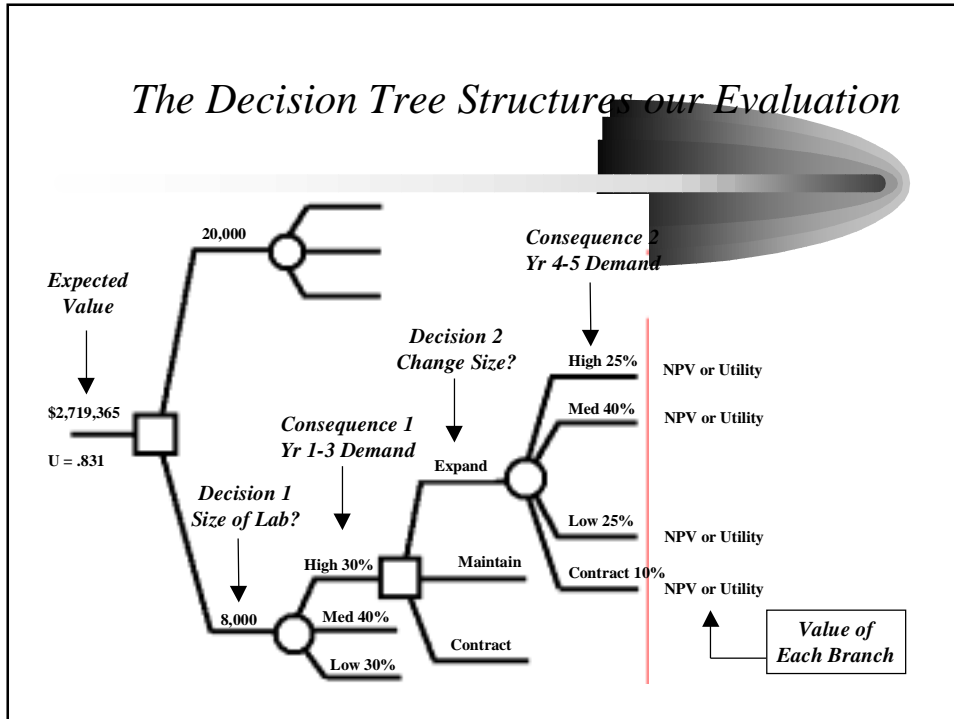 The Decision Tree Structures our Evaluation
20,000
Consequence 2
Yr 4-5 Demand
Expected
Value
Decision 2
Change Size?
High 25%
NPV or Utility
$2,719,365
U = .831
Consequence 1
Yr 1-3 Demand
Med 40%
NPV or Utility
Expand
Decision 1
Size of Lab?
Low 25%
NPV or Utility
High 30%
Maintain
Contract 10%
NPV or Utility
8,000
Med 40%
Contract
Low 30%
Value of
Each Branch